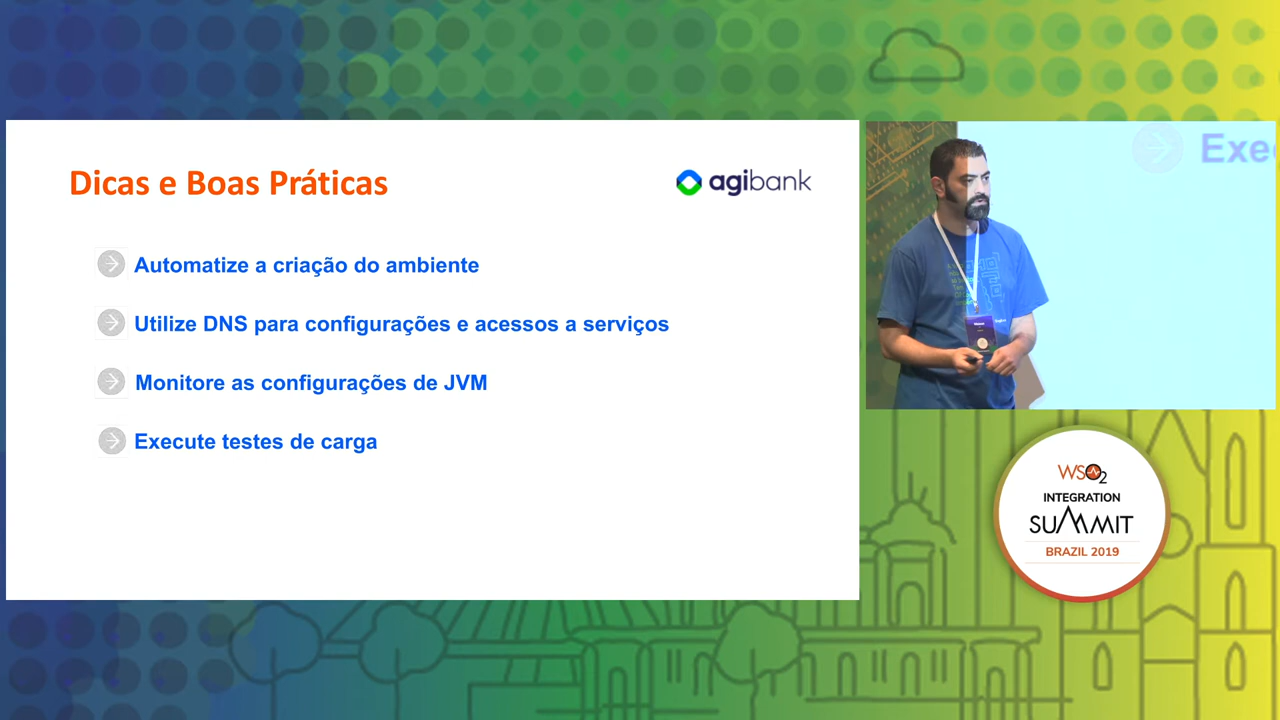 Dicas e Boas Práticas
agibank
Automatize a criação do ambiente
Utilize DNS para configurações e acessos a serviços
Monitore as configurações de JVM
Execute testes de carga
Exe
WSO2
INTEGRATION
SUMMIT
BRAZIL 2019